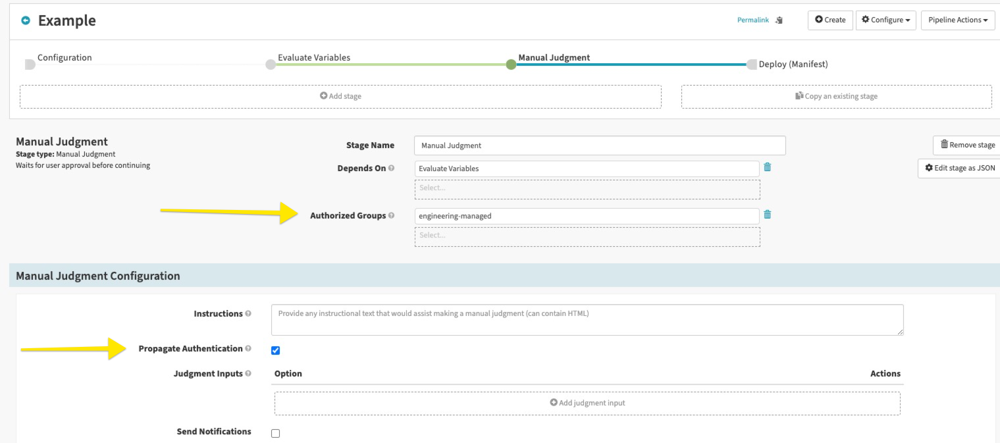 Example
Permalink
Create
Configure
Pipeline Actions
Configuration
Evaluate Variables
Manual Judgment
Deploy (Manifest)
Add stage
Copy an existing stage
Manual Judgment
Stage type: Manual Judgment
Waits for user approval before continuing
Stage Name
Manual Judgment
Remove stage
Depends On
Evaluate Variables
Edit stage as JSON
Select...
Authorized Groups
engineering-managed
Select...
Manual Judgment Configuration
Instructions
Provide any instructional text that would assist making a manual judgment (can contain HTML)
Propagate Authentication
Judgment Inputs
Option
Actions
Add judgment input
Send Notifications